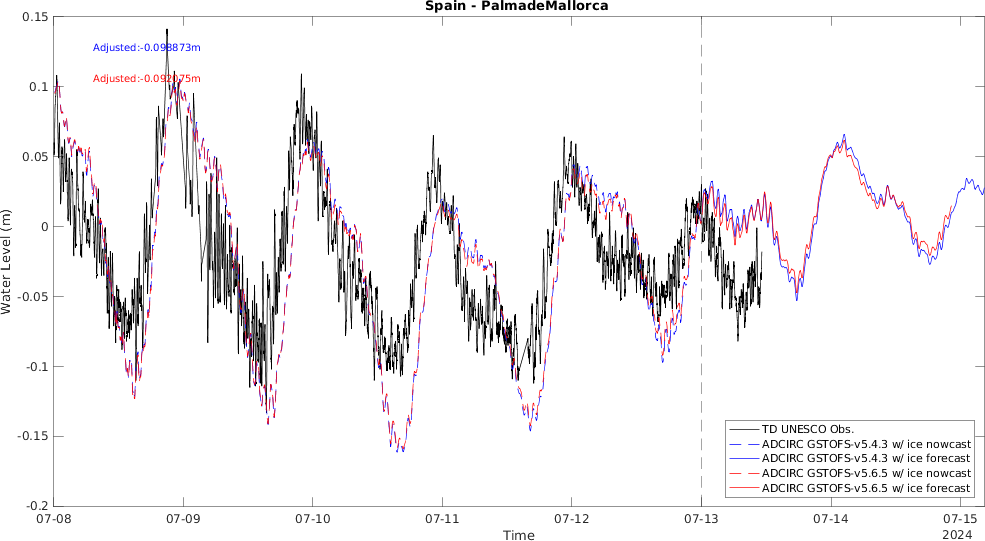 Spain - PalmadeMallorca
Adjusted:-0.098873m
Adjusted:-0.092075m
0.15
0.1
0.05
0
-0.05
-0.1
-0.15
-0.2
Water Level (m)
07-08 07-09 07-10 07-11 07-12 07-13 07-14 07-15
Time
2024
TD UNESCO Obs.
ADCIRC GSTOFS-v5.4.3 w/ ice nowcast
ADCIRC GSTOFS-v5.4.3 w/ ice forecast
ADCIRC GSTOFS-v5.6.5 w/ ice nowcast
ADCIRC GSTOFS-v5.6.5 w/ ice forecast